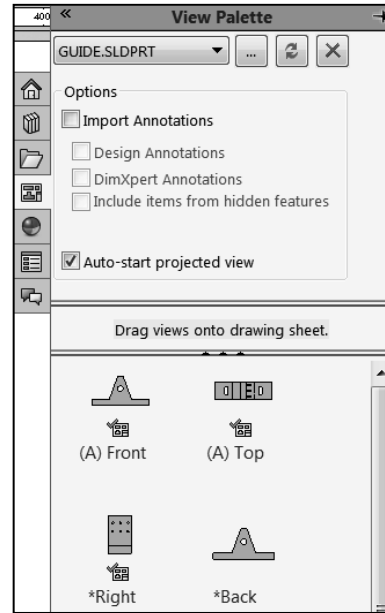 400
« View Palette
GUIDE.SLDPRT ...
Options
Import Annotations
Design Annotations
DimXpert Annotations
Include items from hidden features
Auto-start projected view
Drag views onto drawing sheet.
(A) Front (A) Top
*Right *Back